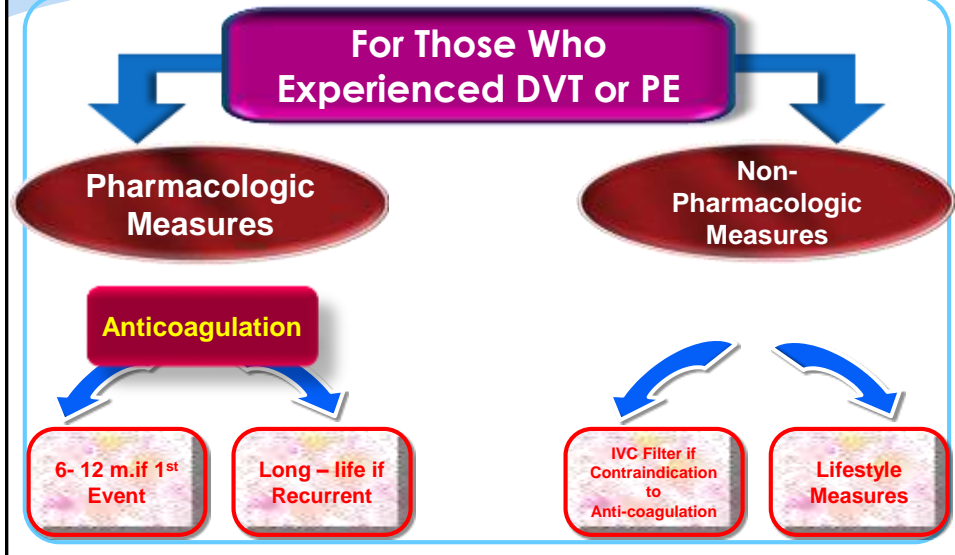 For Those Who
Experienced DVT or PE
Pharmacologic
Measures
Non-
Pharmacologic
Measures
Anticoagulation
6- 12 m.if 1st
Event
Long – life if
Recurrent
IVC Filter if
Contraindication
to
Anti-coagulation
Lifestyle
Measures